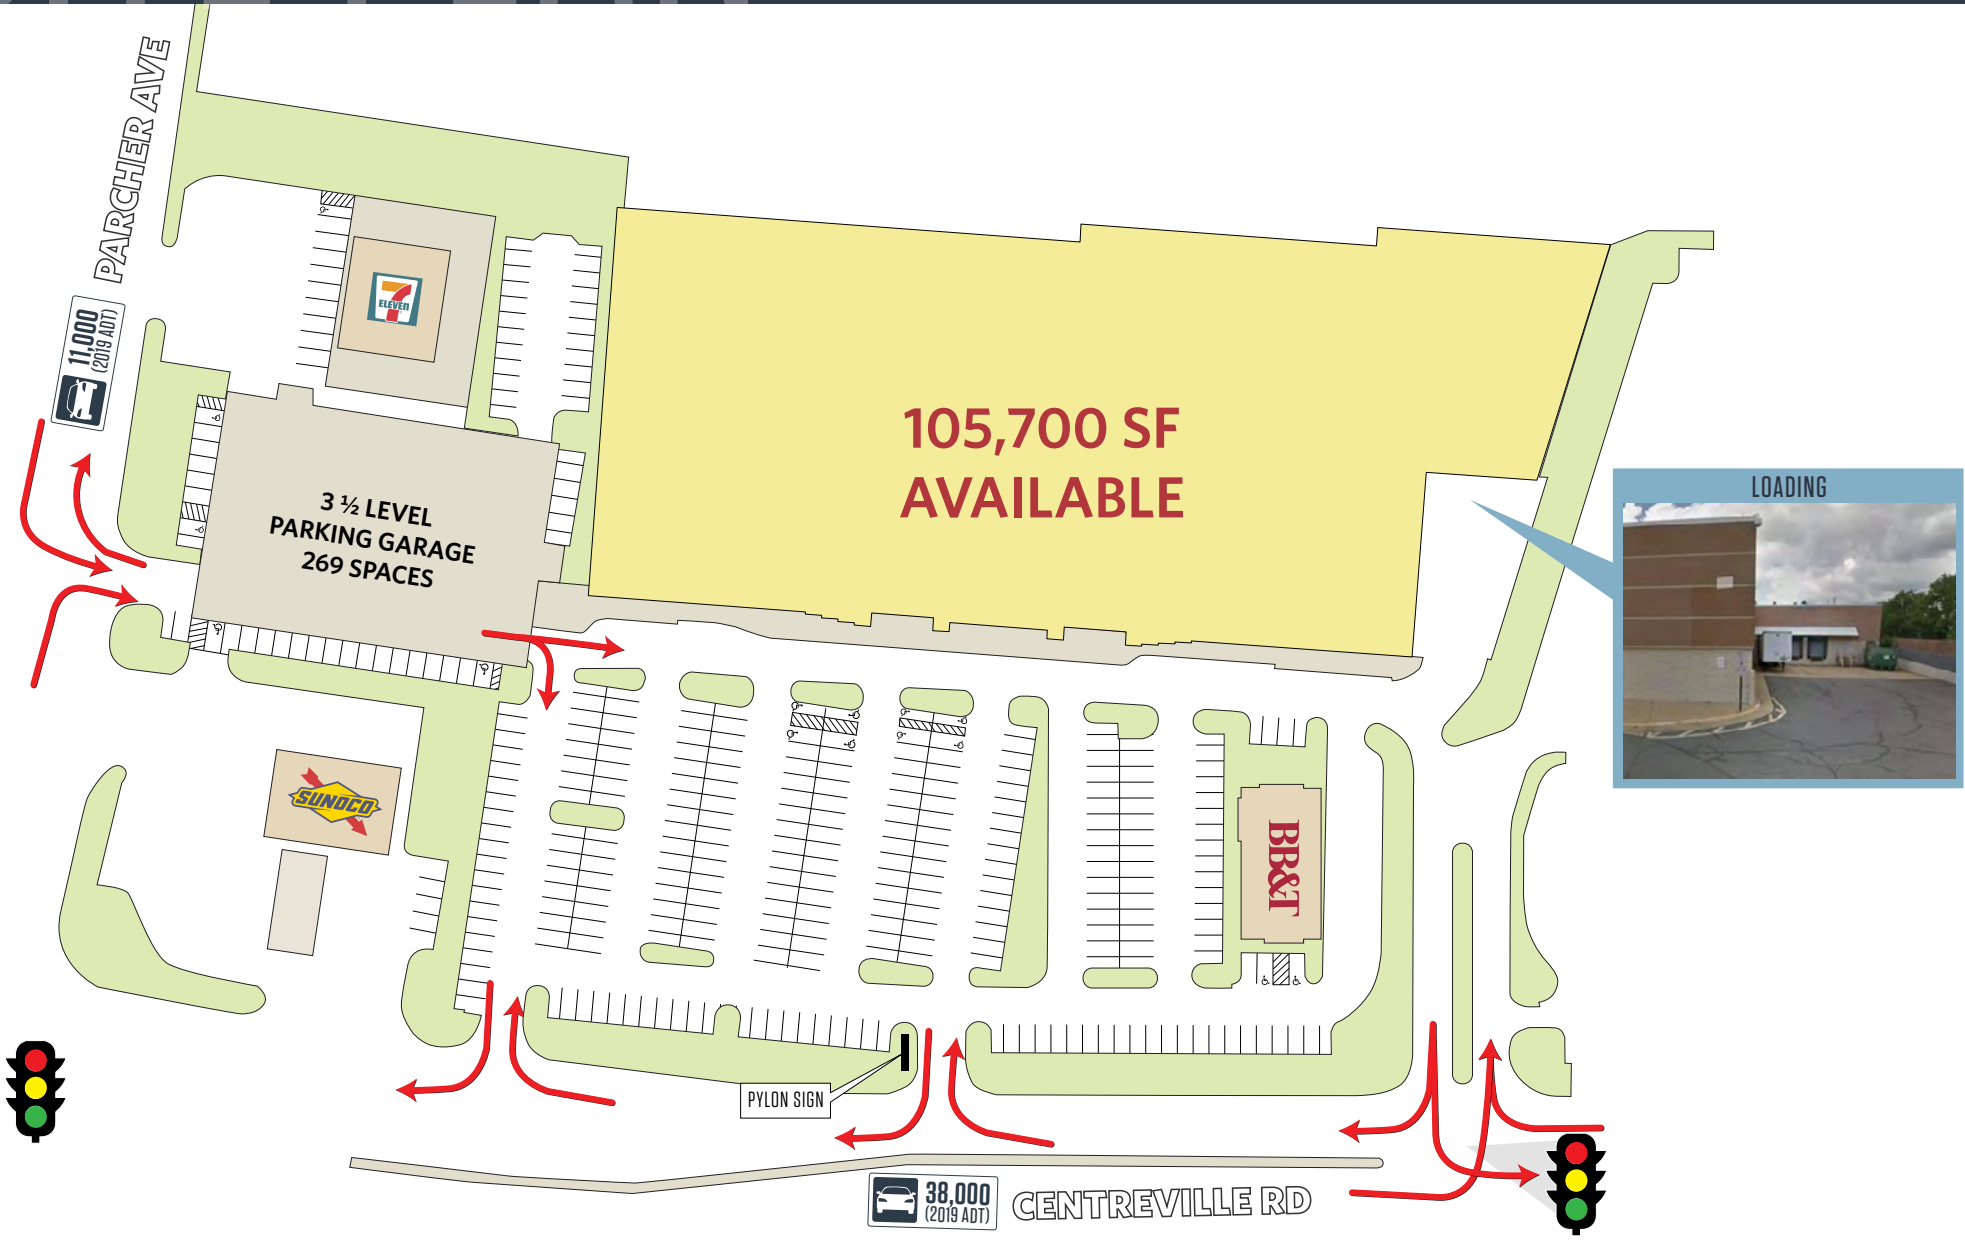 PARCHER AVE
11,000
(2019 ADT)
7
ELEVEn
3 ½ LEVEL
PARKING GARAGE
269 SPACES
105,700 SF
AVAILABLE
LOADING
SUNOCO
BB&T
PYLON SIGN
38,000
(2019 ADT)
CENTREVILLE RD